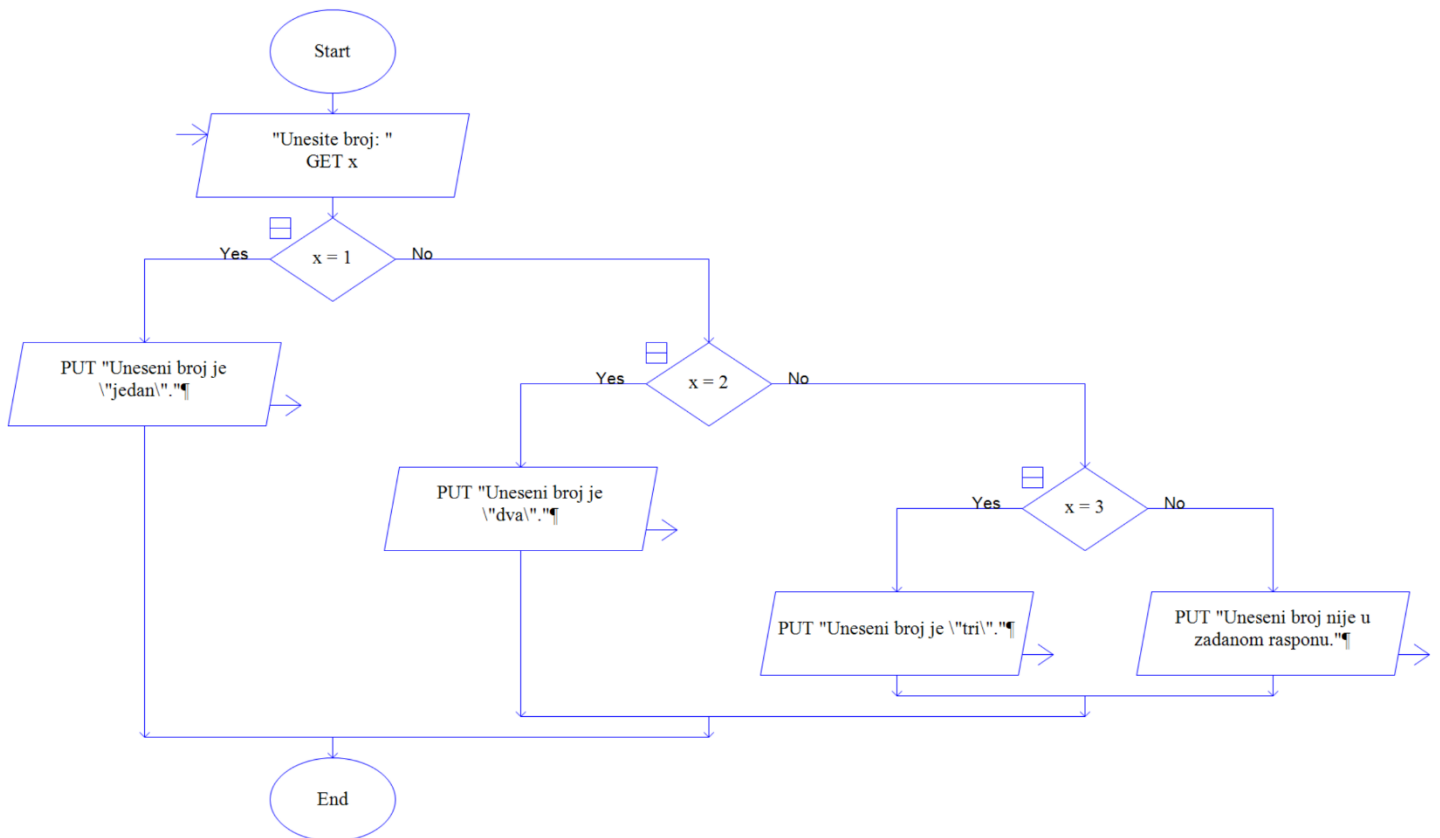 Start
"Unesite broj: "
GET x
Yes
x = 1
No
PUT "Uneseni broj je
\"jedan\"."¶
Yes
x = 2
No
PUT "Uneseni broj je
\"dva\"."¶
Yes
x = 3
No
PUT "Uneseni broj je \"tri\"."¶
PUT "Uneseni broj nije u
zadanom rasponu."¶
End